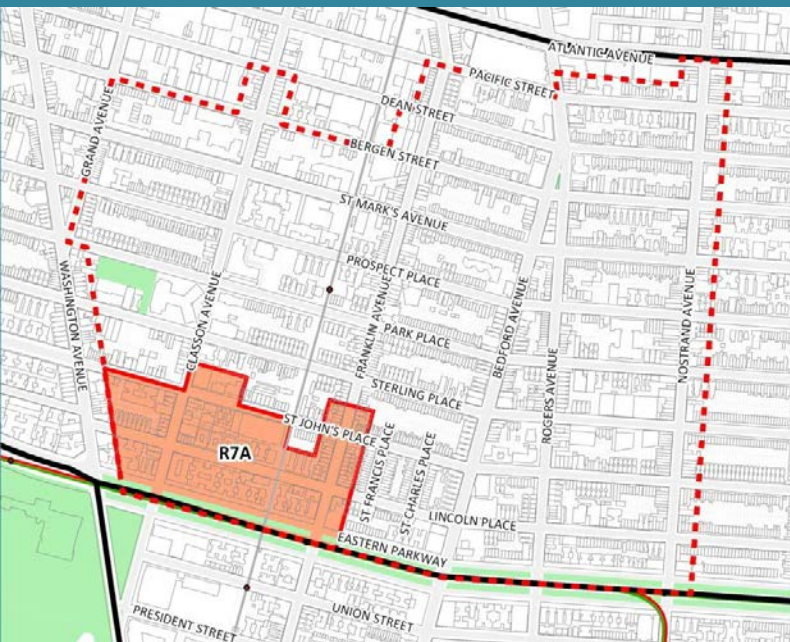 ATLANTIC AVENUE
PACIFIC STREET
DEAN STREET
GRAND AVENUE
BERGEN STREET
ST MARK'S AVENUE
PROSPECT PLACE
WASHINGTON AVENUE
CLASSON AVENUE
FRANKLIN AVENUE
BEDFORD AVENUE
NOSTRAND AVENUE
PARK PLACE
ROGERS AVENUE
STERLING PLACE
ST JOHN'S PLACE
R7A
ST FRANCIS PLACE
ST CHARLES PLACE
LINCOLN PLACE
EASTERN PARKWAY
UNION STREET
PRESIDENT STREET